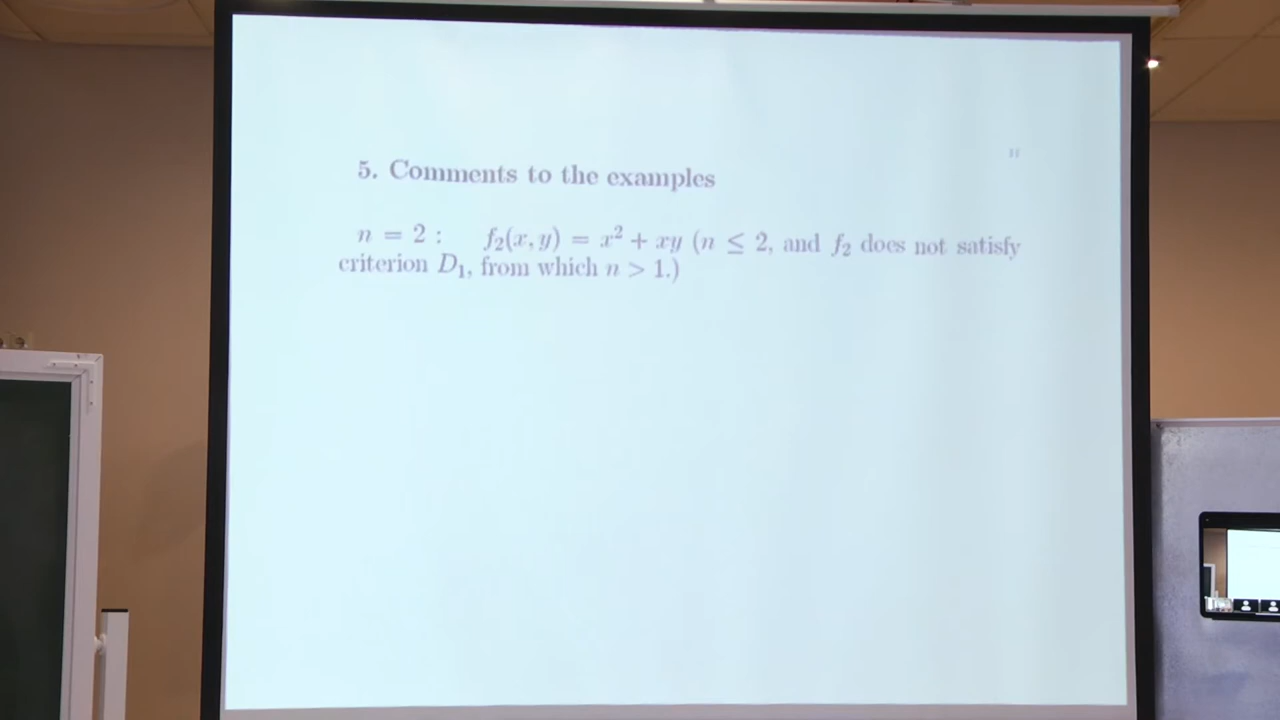 5. Comments to the examples
n = 2 : f₂(x, y) = x² + xy (n ≤ 2, and f₂ does not satisfy
criterion D₁, from which n > 1.)